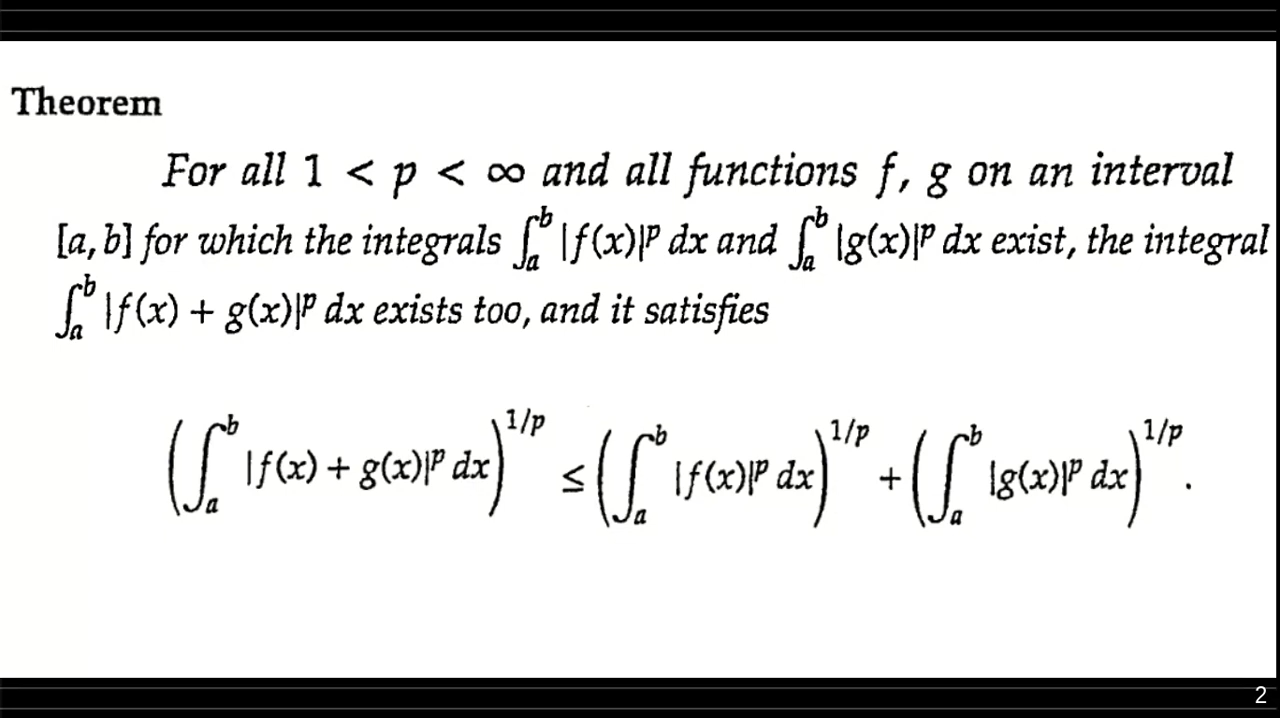 Theorem
For all 1 < p < ∞ and all functions f, g on an interval
[a, b] for which the integrals ∫_a^b |f(x)|^p dx and ∫_a^b |g(x)|^p dx exist, the integral
∫_a^b |f(x) + g(x)|^p dx exists too, and it satisfies
(∫_a^b |f(x) + g(x)|^p dx)^{1/p} ≤ (∫_a^b |f(x)|^p dx)^{1/p} + (∫_a^b |g(x)|^p dx)^{1/p}.
2